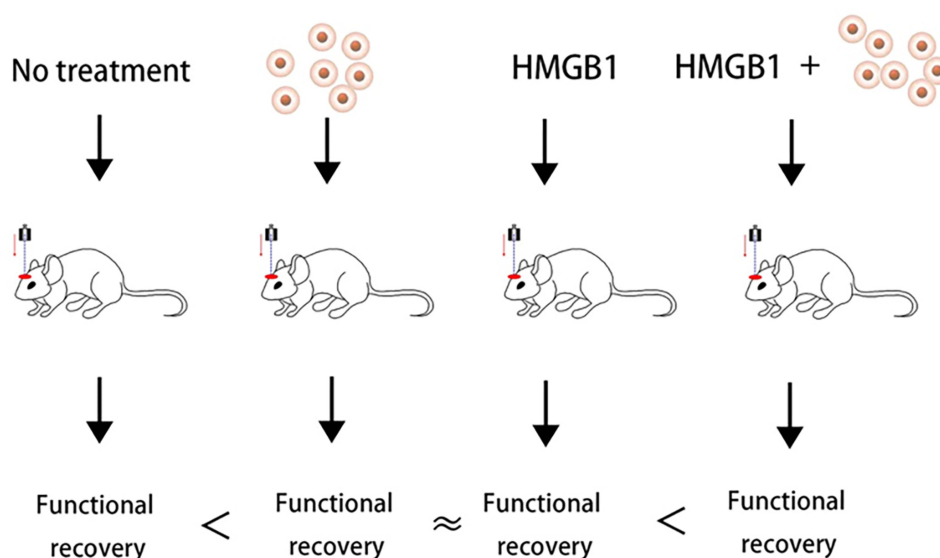 No treatment
HMGB1
HMGB1 +
Functional
recovery
<
Functional
recovery
≈
Functional
recovery
<
Functional
recovery